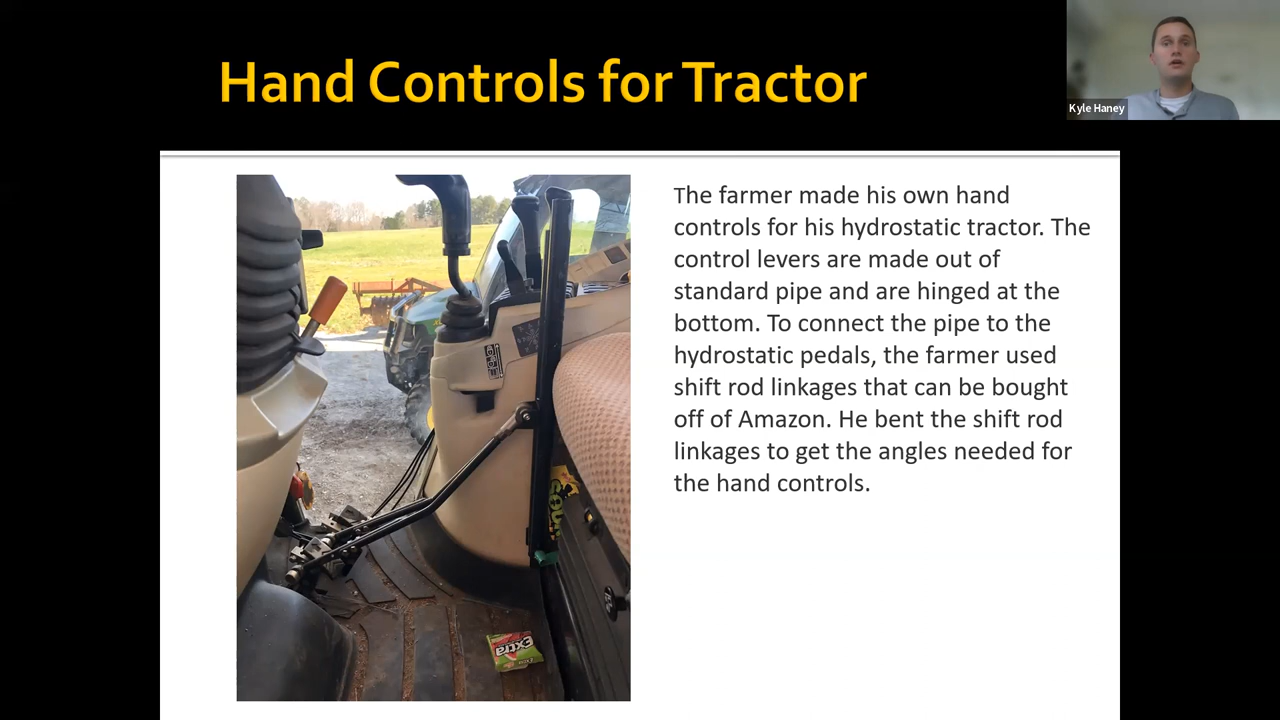 Hand Controls for Tractor
Kyle Haney
The farmer made his own hand
controls for his hydrostatic tractor. The
control levers are made out of
standard pipe and are hinged at the
bottom. To connect the pipe to the
hydrostatic pedals, the farmer used
shift rod linkages that can be bought
off of Amazon. He bent the shift rod
linkages to get the angles needed for
the hand controls.
Extra
Extra